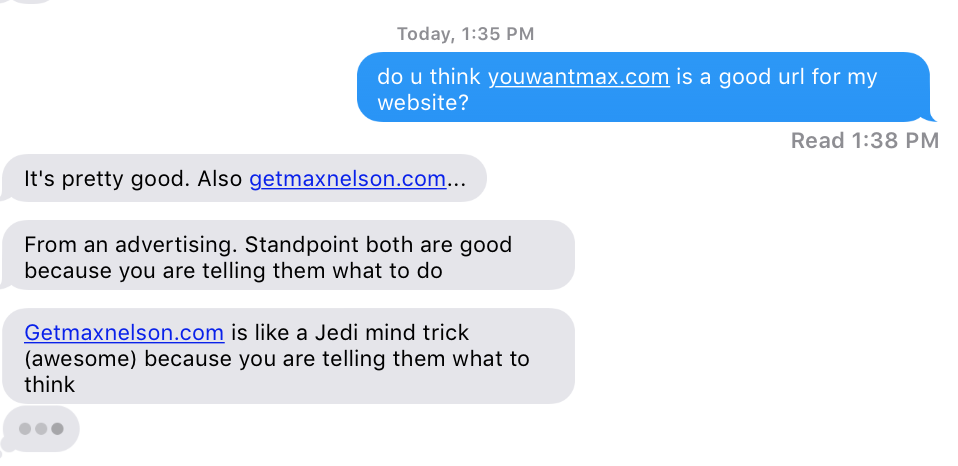 Today, 1:35 PM
do u think youwantmax.com is a good url for my
website?
Read 1:38 PM
It's pretty good. Also getmaxnelson.com...
From an advertising. Standpoint both are good
because you are telling them what to do
Getmaxnelson.com is like a Jedi mind trick
(awesome) because you are telling them what to
think